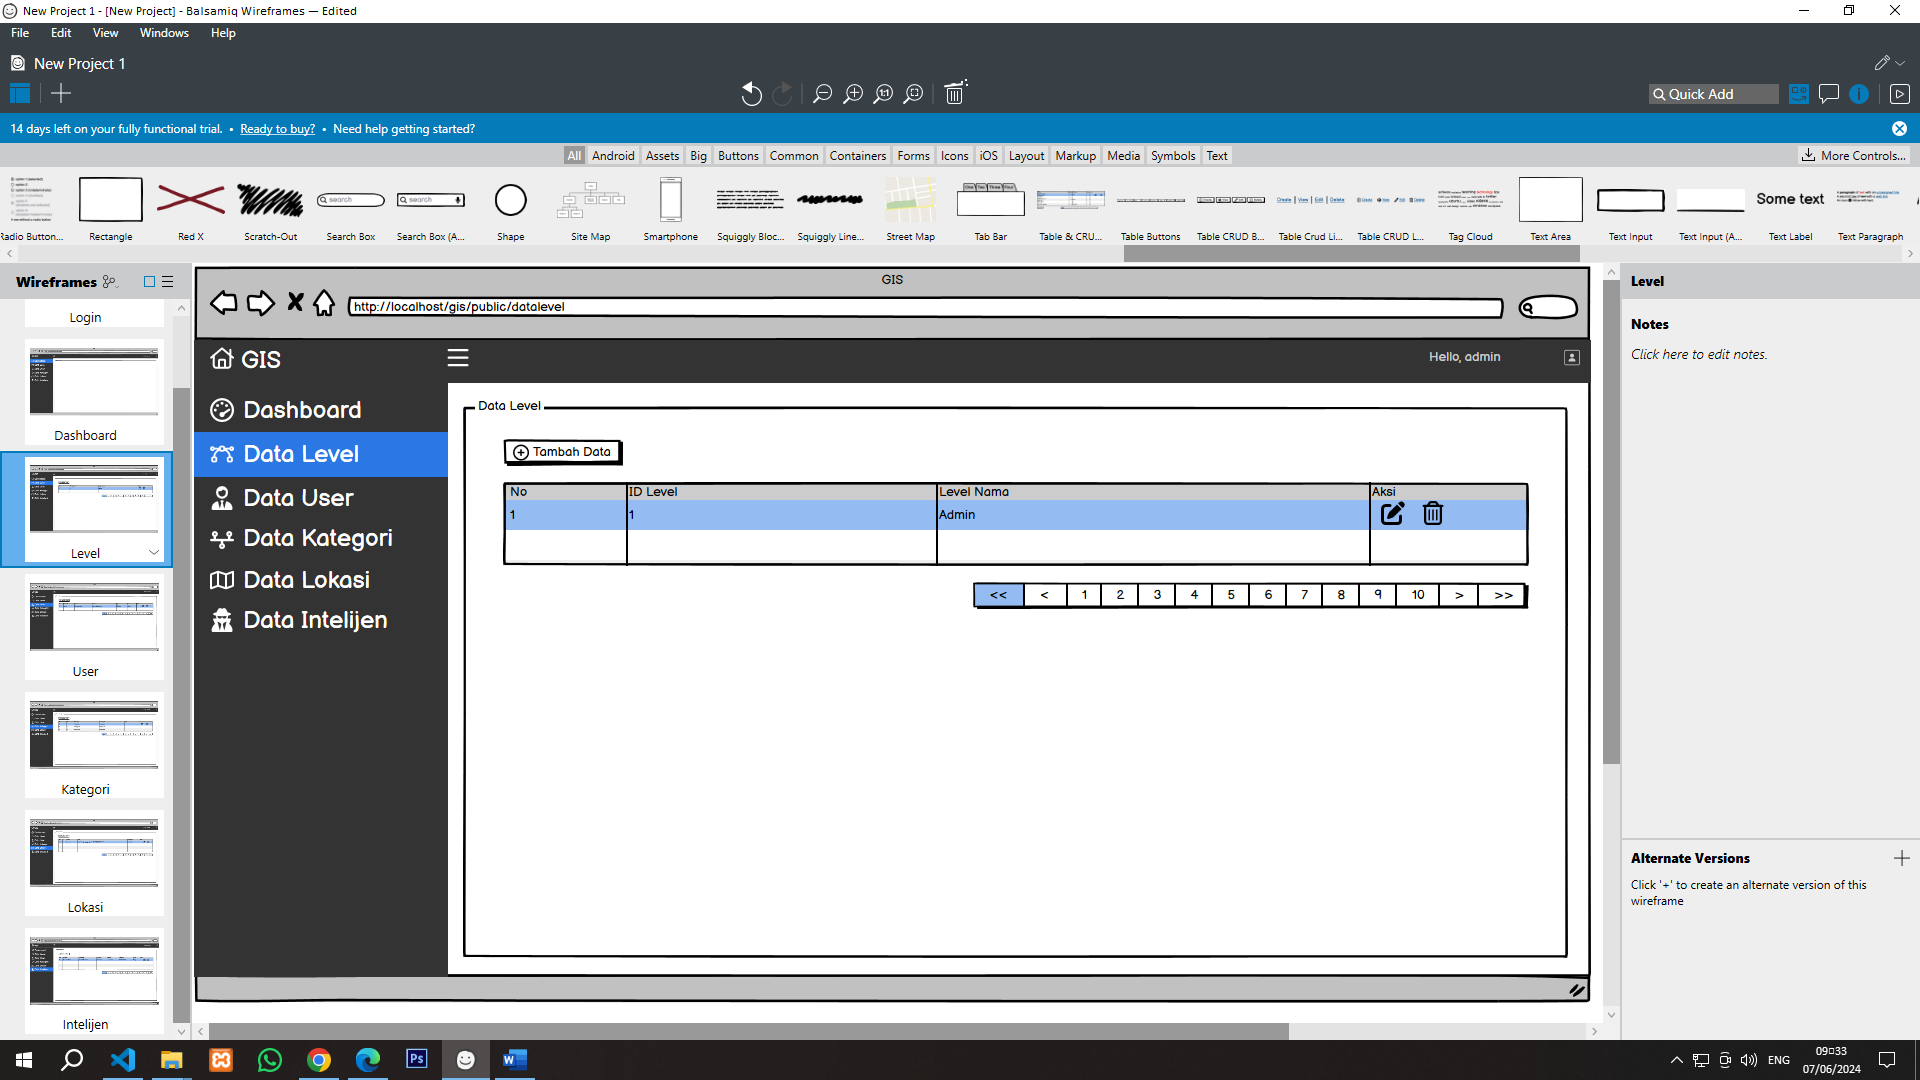 New Project 1 - [New Project] - Balsamiq Wireframes — Edited
File Edit View Windows Help
New Project 1
Quick Add
14 days left on your fully functional trial. • Ready to buy? • Need help getting started?
All Android Assets Big Buttons Common Containers Forms Icons iOS Layout Markup Media Symbols Text
More Controls...
search
search
One Two Three Four
Some text
Radio Button... Rectangle Red X Scratch-Out Search Box Search Box (A... Shape Site Map Smartphone Squiggly Bloc... Squiggly Line... Street Map Tab Bar Table & CRU... Table Buttons Table CRUD B... Table Crud Li... Table CRUD L... Tag Cloud Text Area Text Input Text Input (A... Text Label Text Paragraph
Wireframes
Login
Dashboard
Level
User
Kategori
Lokasi
Intelijen
GIS
http://localhost/gis/public/datalevel
GIS
Hello, admin
Dashboard
Data Level
Data User
Data Kategori
Data Lokasi
Data Intelijen
Data Level
Tambah Data
No ID Level Level Nama Aksi
1 1 Admin
<< < 1 2 3 4 5 6 7 8 9 10 > >>
Level
Notes
Click here to edit notes.
Alternate Versions
Click '+' to create an alternate version of this
wireframe
Ps
ENG
09:33
07/06/2024